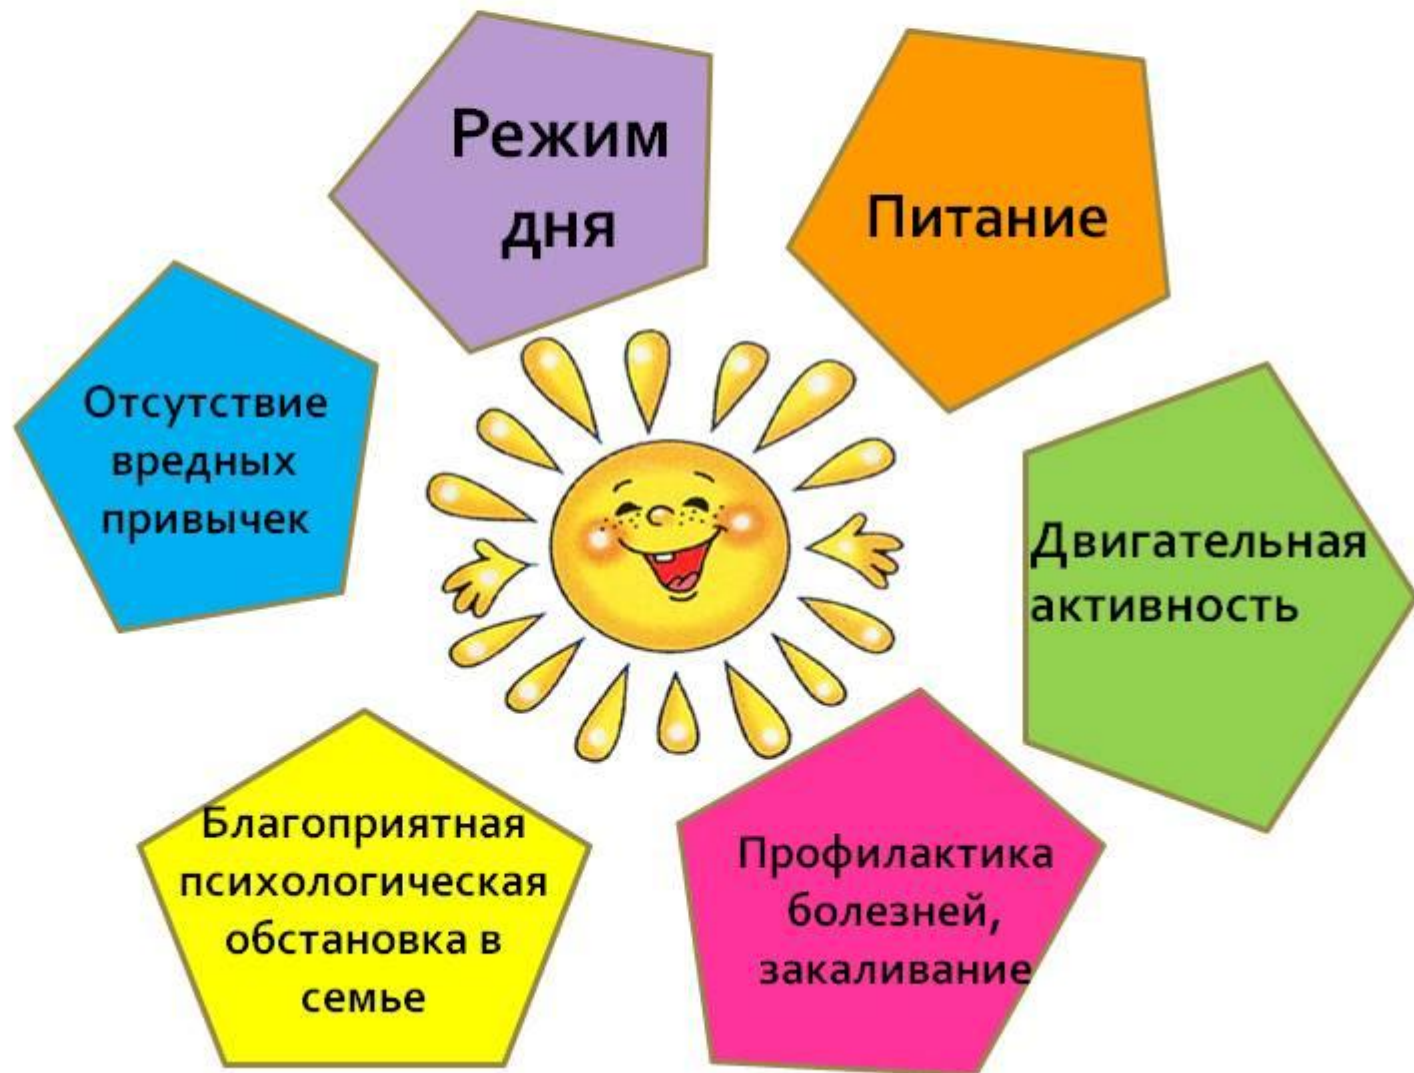 Режим
дня
Питание
Отсутствие
вредных
привычек
Двигательная
активность
Благоприятная
психологическая
обстановка в
семье
Профилактика
болезней,
закаливание